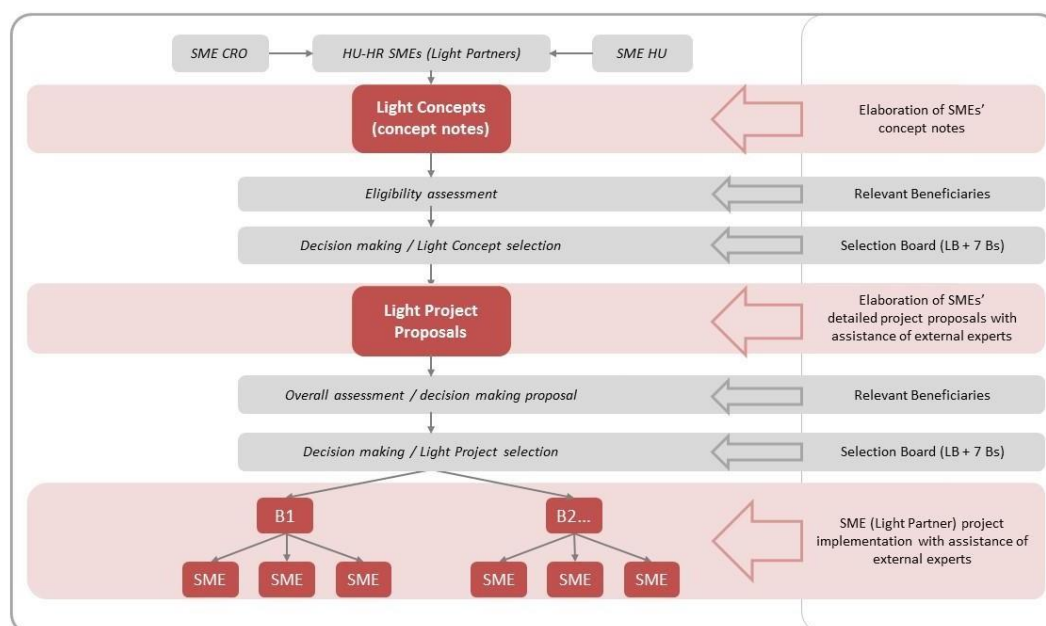 SME CRO
HU-HR SMEs (Light Partners)
SME HU
Light Concepts
(concept notes)
Elaboration of SMEs'
concept notes
Eligibility assessment
Relevant Beneficiaries
Decision making / Light Concept selection
Selection Board (LB + 7 Bs)
Light Project
Proposals
Elaboration of SMEs'
detailed project proposals with
assistance of external experts
Overall assessment / decision making proposal
Relevant Beneficiaries
Decision making / Light Project selection
Selection Board (LB + 7 Bs)
B1
B2...
SME (Light Partner) project
implementation with assistance of
external experts
SME
SME
SME
SME
SME
SME